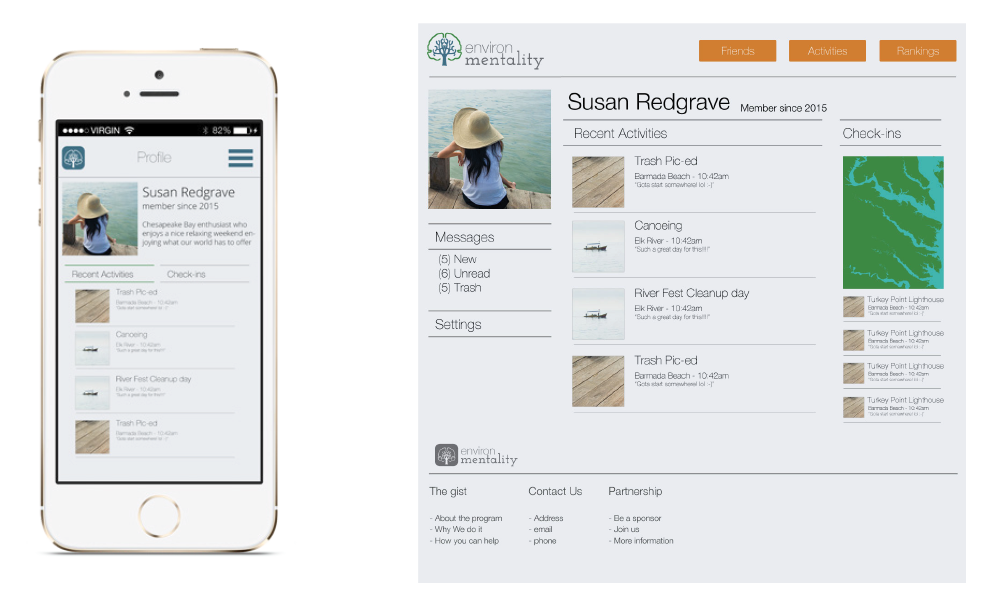 VIRGIN
82%
Profile
Susan Redgrave
member since 2015
Chesapeake Bay enthusiast who
enjoys a nice relaxing weekend en-
joying what our world has to offer
Recent Activities
Check-ins
Trash Pic-ed
Barmada Beach - 10:42am
"Gota start somewhere! lol :-)'
Canoeing
Elk River - 10:42am
"Such a great day for this!!!!"
River Fest Cleanup day
Elk River - 10:42am
"Such a great day for this!!!!"
Trash Pic-ed
Barmada Beach - 10:42am
"Gota start somewhere! lol :-)'
environ
mentality
Friends
Activities
Rankings
Susan Redgrave Member since 2015
Recent Activities
Check-ins
Trash Pic-ed
Barmada Beach - 10:42am
"Gota start somewhere! lol :-)'
Canoeing
Elk River - 10:42am
"Such a great day for this!!!!"
River Fest Cleanup day
Elk River - 10:42am
"Such a great day for this!!!!"
Trash Pic-ed
Barmada Beach - 10:42am
"Gota start somewhere! lol :-)'
Messages
(5) New
(6) Unread
(5) Trash
Settings
Turkey Point Lighthouse
Barmada Beach - 10:42am
"Gota start somewhere! lol :-)'
Turkey Point Lighthouse
Barmada Beach - 10:42am
"Gota start somewhere! lol :-)'
Turkey Point Lighthouse
Barmada Beach - 10:42am
"Gota start somewhere! lol :-)'
Turkey Point Lighthouse
Barmada Beach - 10:42am
"Gota start somewhere! lol :-)'
environ
mentality
The gist
- About the program
- Why We do it
- How you can help
Contact Us
- Address
- email
- phone
Partnership
- Be a sponsor
- Join us
- More information